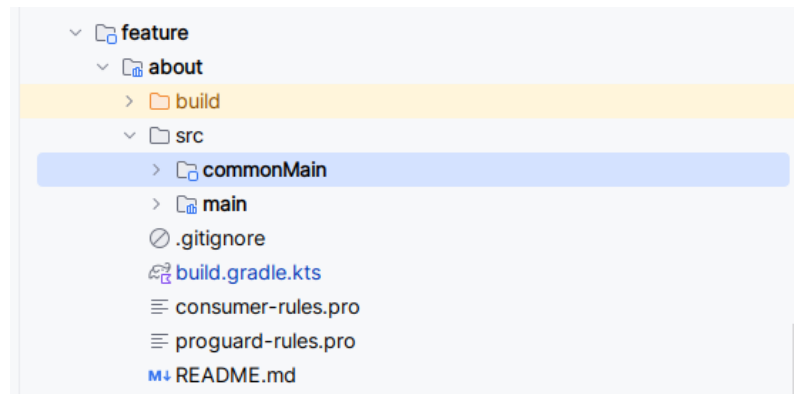 feature
about
build
src
commonMain
main
.gitignore
build.gradle.kts
consumer-rules.pro
proguard-rules.pro
M↓ README.md